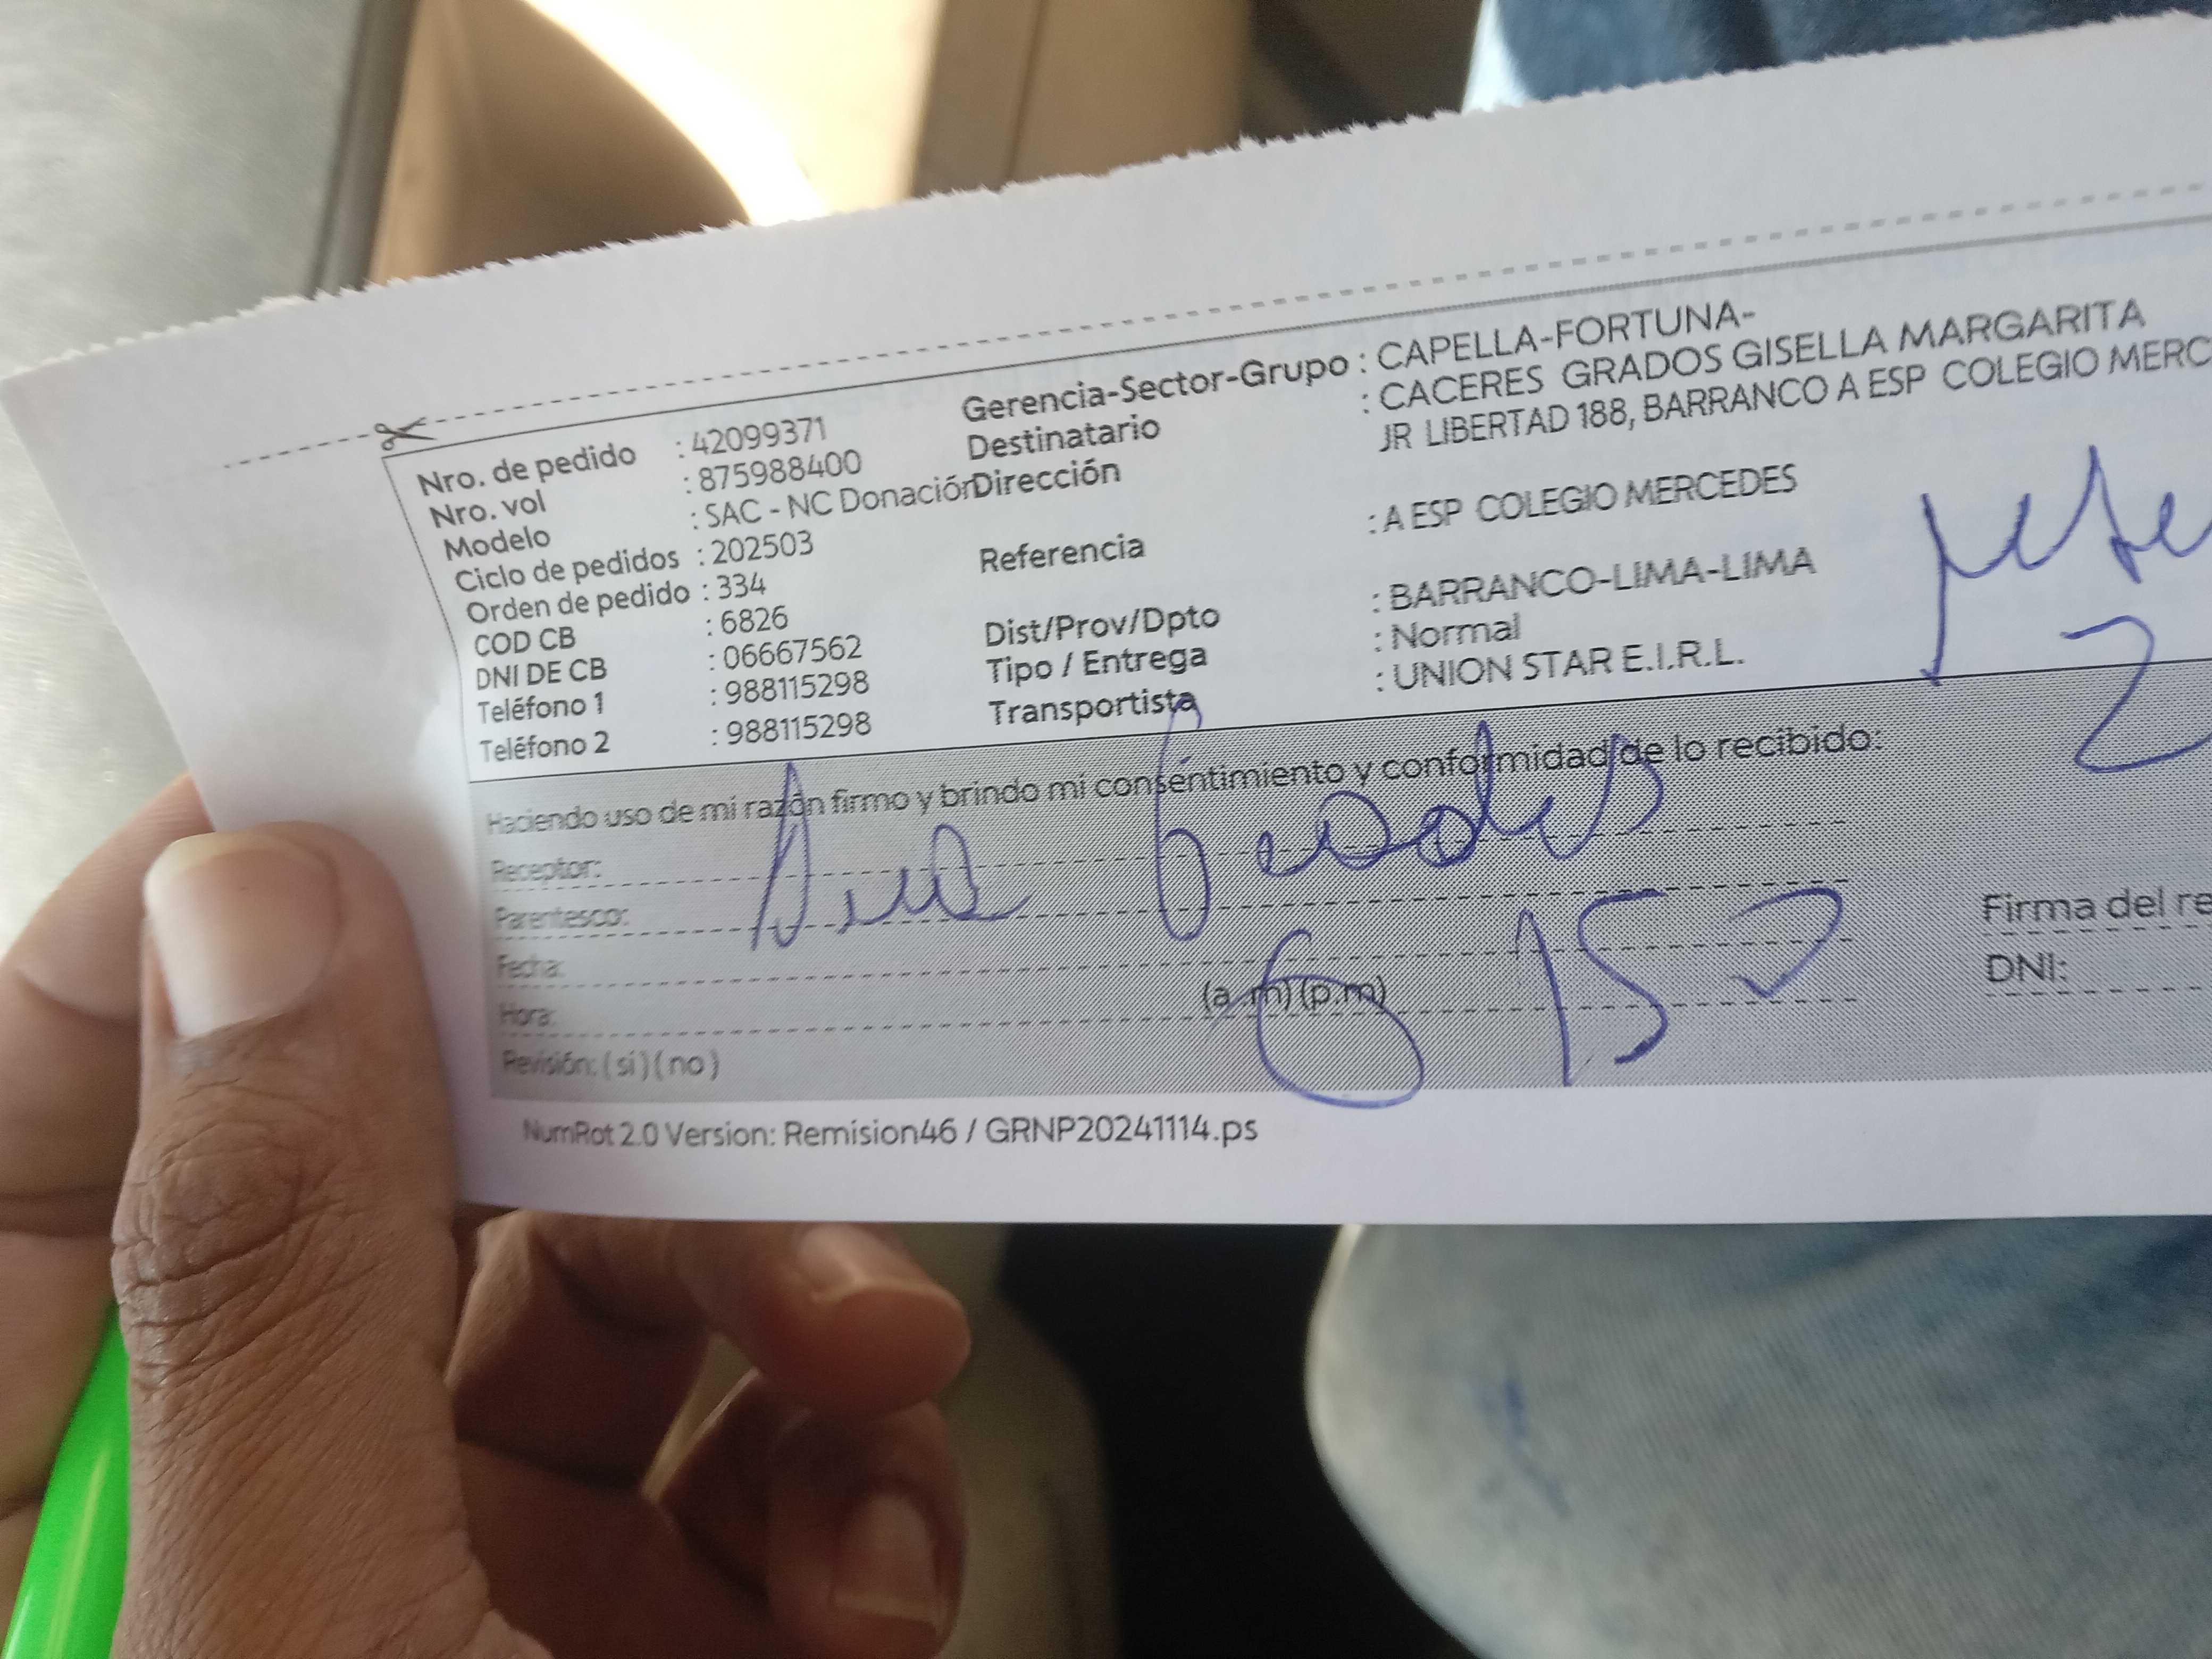 Nro. de pedido : 42099371
Nro. vol : 875988400
Modelo : SAC - NC Donación
Ciclo de pedidos : 202503
Orden de pedido : 334
COD CB : 6826
DNI DE CB : 06667562
Teléfono 1 : 988115298
Teléfono 2 : 988115298
Gerencia-Sector-Grupo : CAPELLA-FORTUNA-
Destinatario : CACERES GRADOS GISELLA MARGARITA
Dirección JR LIBERTAD 188, BARRANCO A ESP COLEGIO MERC
: A ESP COLEGIO MERCEDES
Referencia
Dist/Prov/Dpto : BARRANCO-LIMA-LIMA
Tipo / Entrega : Normal
Transportista : UNION STAR E.I.R.L.
Haciendo uso de mi razón firmo y brindo mi consentimiento y conformidad de lo recibido:
Receptor:
Parentesco:
Fecha:
Hora: (a.m) (p.m)
Revisión: ( si ) ( no )
6 15
2
Firma del re
DNI:
NumRot 2.0 Version: Remision46 / GRNP20241114.ps